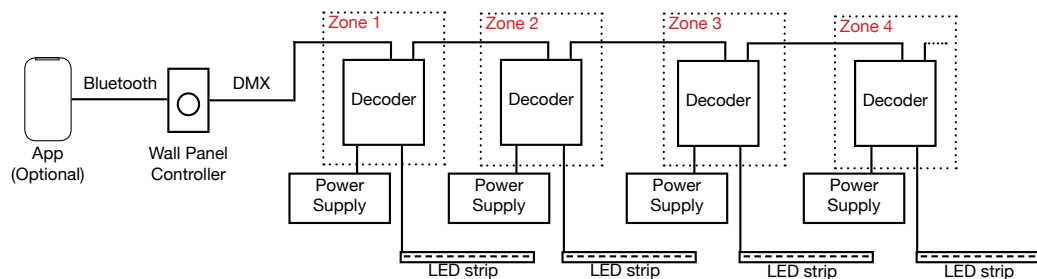 Zone 1
Zone 2
Zone 3
Zone 4
Bluetooth
DMX
Decoder
Decoder
Decoder
Decoder
App
(Optional)
Wall Panel
Controller
Power
Supply
Power
Supply
Power
Supply
Power
Supply
LED strip
LED strip
LED strip
LED strip